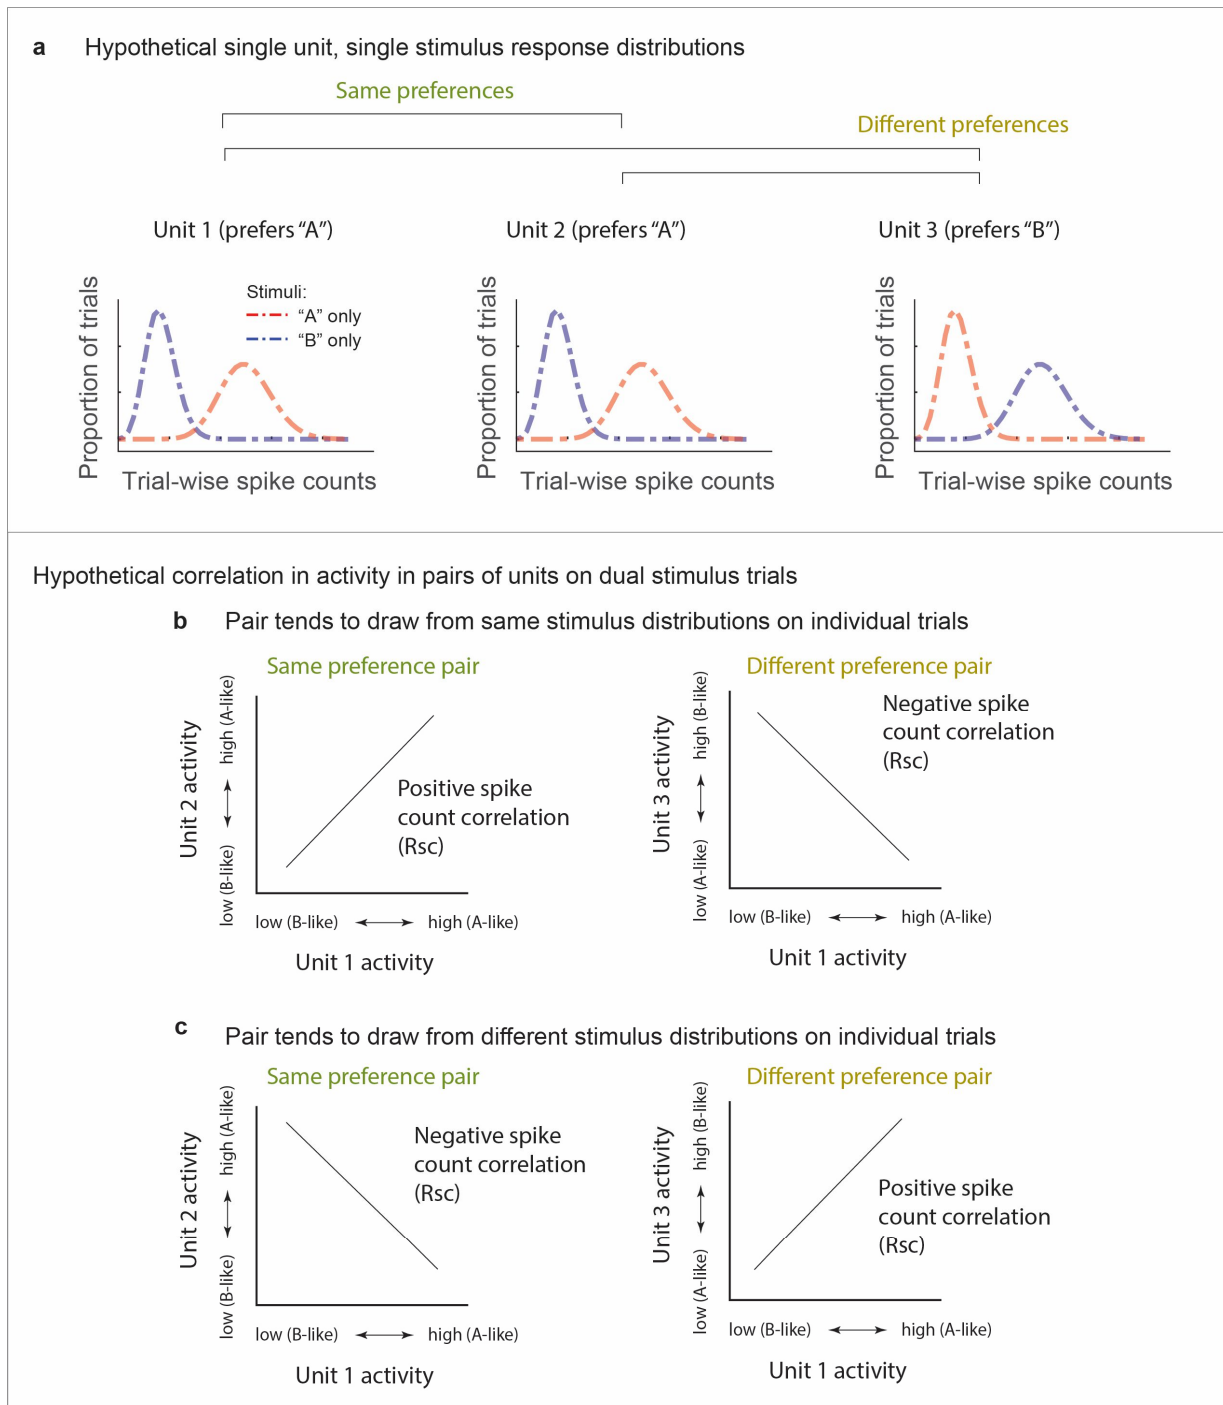 a Hypothetical single unit, single stimulus response distributions
Same preferences
Different preferences
Unit 1 (prefers “A”)
Unit 2 (prefers “A”)
Unit 3 (prefers “B”)
Proportion of trials
Stimuli:
“A” only
“B” only
Trial-wise spike counts
Proportion of trials
Trial-wise spike counts
Proportion of trials
Trial-wise spike counts
Hypothetical correlation in activity in pairs of units on dual stimulus trials
b Pair tends to draw from same stimulus distributions on individual trials
Same preference pair
Unit 2 activity
low (B-like) high (A-like)
Positive spike
count correlation
(Rsc)
low (B-like) high (A-like)
Unit 1 activity
Different preference pair
Unit 3 activity
low (A-like) high (B-like)
Negative spike
count correlation
(Rsc)
low (B-like) high (A-like)
Unit 1 activity
c Pair tends to draw from different stimulus distributions on individual trials
Same preference pair
Unit 2 activity
low (B-like) high (A-like)
Negative spike
count correlation
(Rsc)
low (B-like) high (A-like)
Unit 1 activity
Different preference pair
Unit 3 activity
low (A-like) high (B-like)
Positive spike
count correlation
(Rsc)
low (B-like) high (A-like)
Unit 1 activity